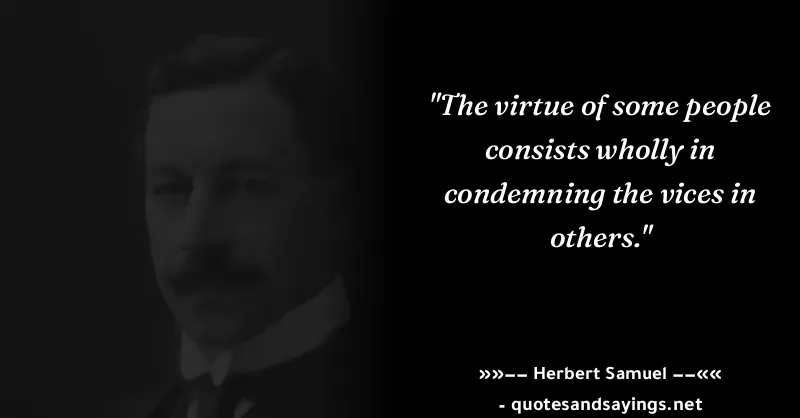 "The virtue of some people
consists wholly in
condemning the vices in
others."
»»–– Herbert Samuel ––««
- quotesandsayings.net